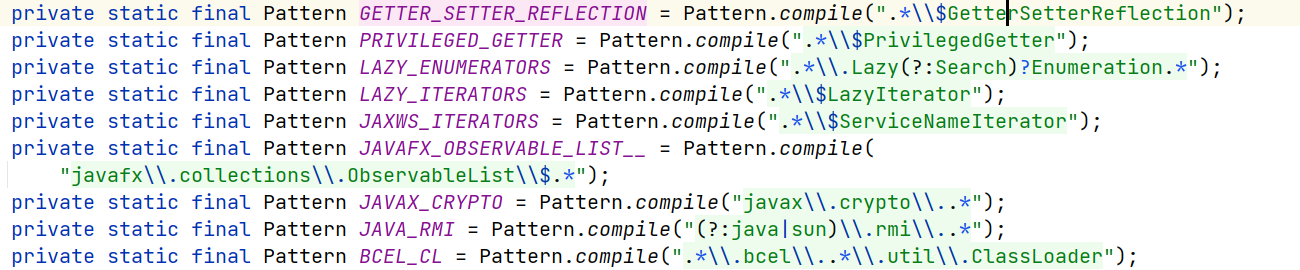 private static final Pattern GETTER_SETTER_REFLECTION = Pattern.compile(".*\\$GetterSetterReflection");
private static final Pattern PRIVILEGED_GETTER = Pattern.compile(".*\\$PrivilegedGetter");
private static final Pattern LAZY_ENUMERATORS = Pattern.compile(".*\\.Lazy(?:Search)?Enumeration.*");
private static final Pattern LAZY_ITERATORS = Pattern.compile(".*\\$LazyIterator");
private static final Pattern JAXWS_ITERATORS = Pattern.compile(".*\\$ServiceNameIterator");
private static final Pattern JAVAFX_OBSERVABLE_LIST__ = Pattern.compile(
"javafx\\.collections\\.ObservableList\\$.*");
private static final Pattern JAVAX_CRYPTO = Pattern.compile("javax\\.crypto\\..*");
private static final Pattern JAVA_RMI = Pattern.compile("(?:java|sun)\\.rmi\\..*");
private static final Pattern BCEL_CL = Pattern.compile(".*\\.bcel\\..*\\.util\\.ClassLoader");